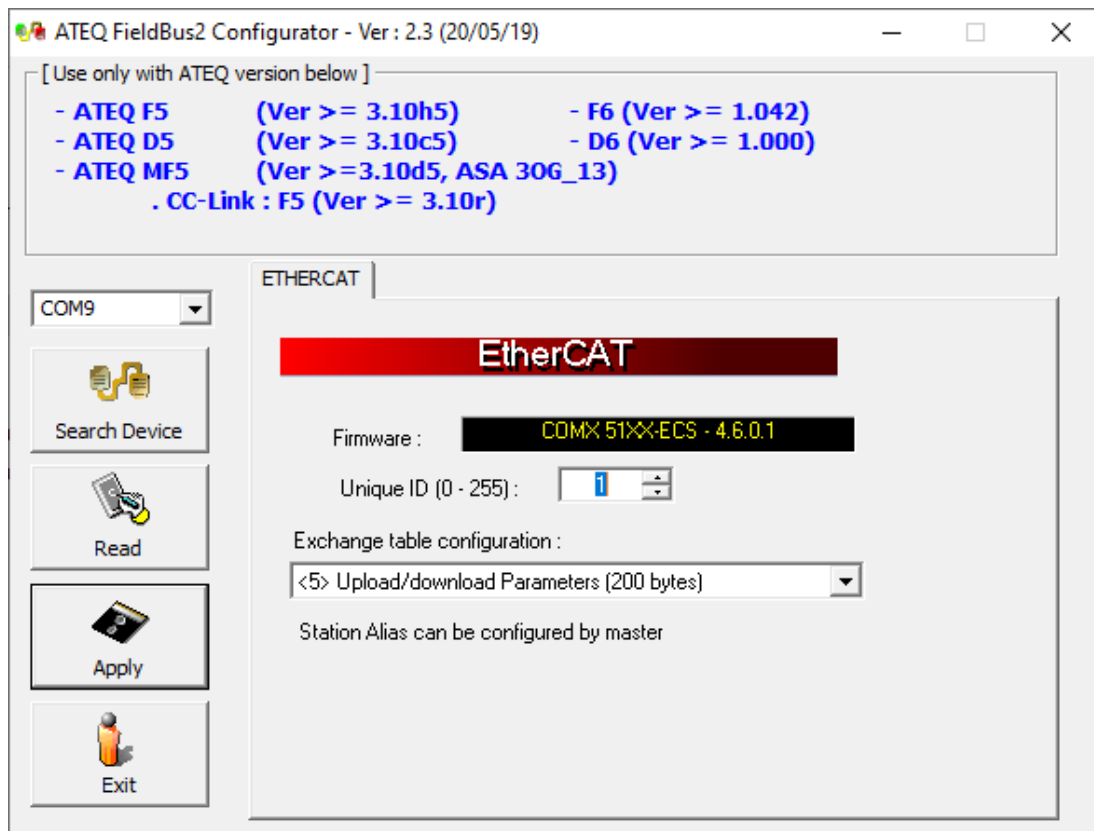 ATEQ FieldBus2 Configurator - Ver : 2.3 (20/05/19)
[ Use only with ATEQ version below ]
- ATEQ F5 (Ver >= 3.10h5) - F6 (Ver >= 1.042)
- ATEQ D5 (Ver >= 3.10c5) - D6 (Ver >= 1.000)
- ATEQ MF5 (Ver >=3.10d5, ASA 3OG_13)
. CC-Link : F5 (Ver >= 3.10r)
COM9
Search Device
Read
Apply
Exit
ETHERCAT
EtherCAT
Firmware : COMX 51XX-ECS - 4.6.0.1
Unique ID (0 - 255) : 1
Exchange table configuration :
<5> Upload/download Parameters (200 bytes)
Station Alias can be configured by master